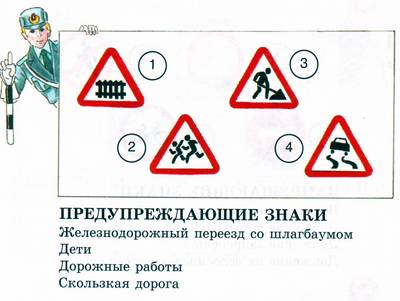 1
3
2
4
ПРЕДУПРЕЖДАЮЩИЕ ЗНАКИ
Железнодорожный переезд со шлагбаумом
Дети
Дорожные работы
Скользкая дорога